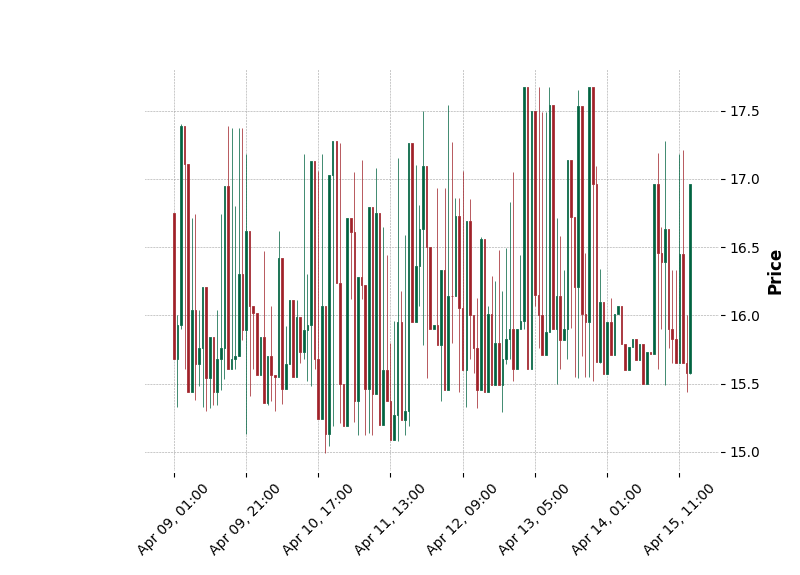 17.5
17.0
16.5
16.0
15.5
15.0
Price
Apr 09, 01:00
Apr 09, 21:00
Apr 10, 17:00
Apr 11, 13:00
Apr 12, 09:00
Apr 13, 05:00
Apr 14, 01:00
Apr 15, 11:00